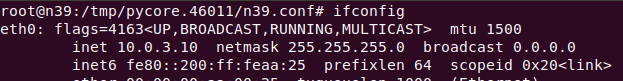 root@n39:/tmp/pycore.46011/n39.conf# ifconfig
eth0: flags=4163<UP,BROADCAST,RUNNING,MULTICAST>  mtu 1500
        inet 10.0.3.10  netmask 255.255.255.0  broadcast 0.0.0.0
        inet6 fe80::200:ff:feaa:25  prefixlen 64  scopeid 0x20<link>